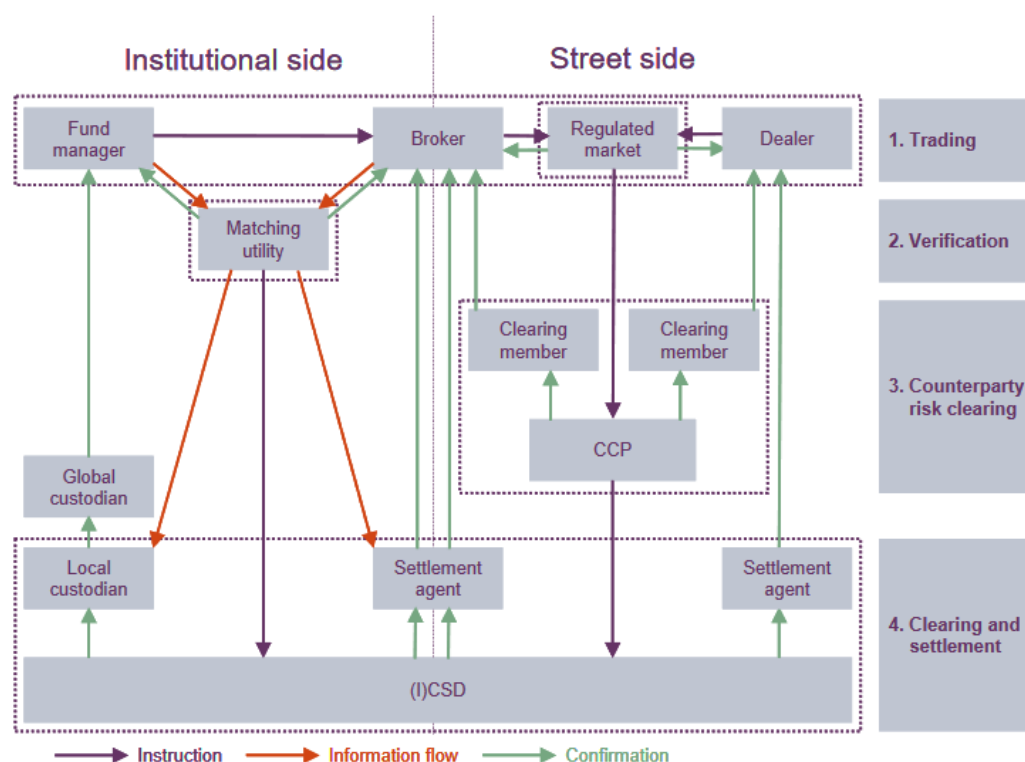 Institutional side
Street side
Fund
manager
Broker
Regulated
market
Dealer
1. Trading
Matching
utility
2. Verification
Clearing
member
Clearing
member
3. Counterparty
risk clearing
CCP
Global
custodian
Local
custodian
Settlement
agent
Settlement
agent
4. Clearing and
settlement
(I)CSD
Instruction
Information flow
Confirmation